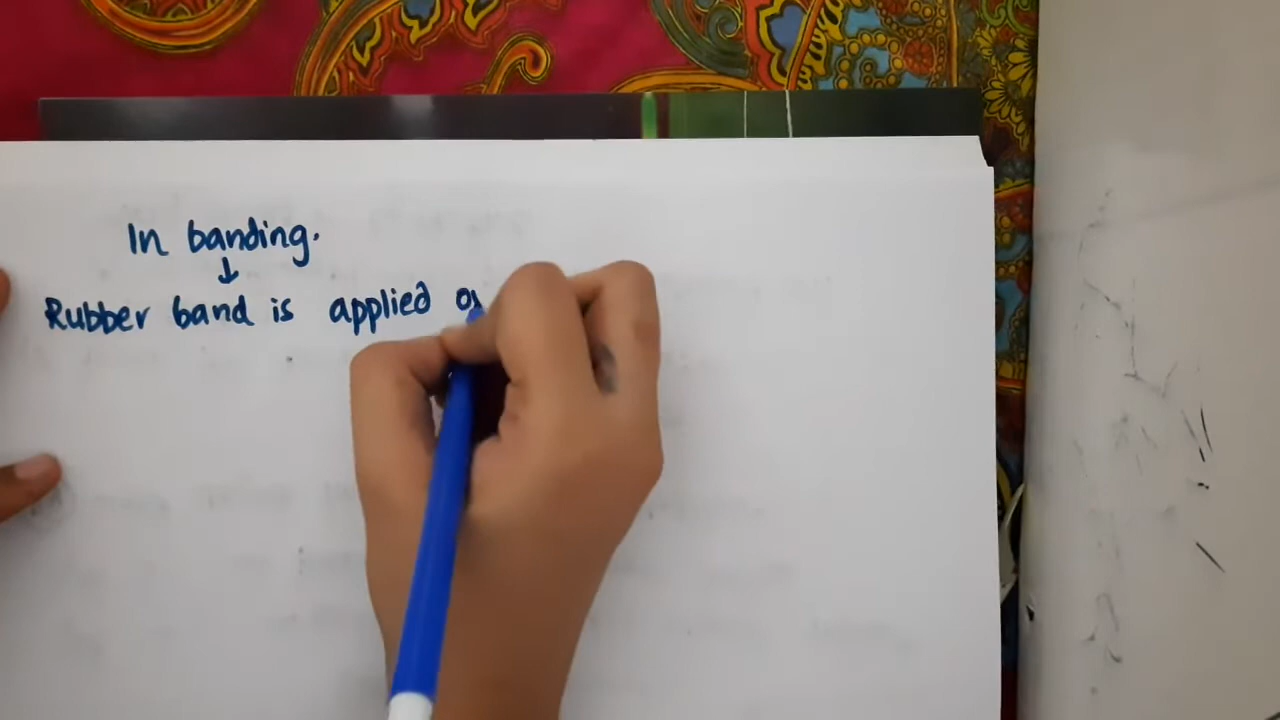 In banding.
↓
Rubber band is applied